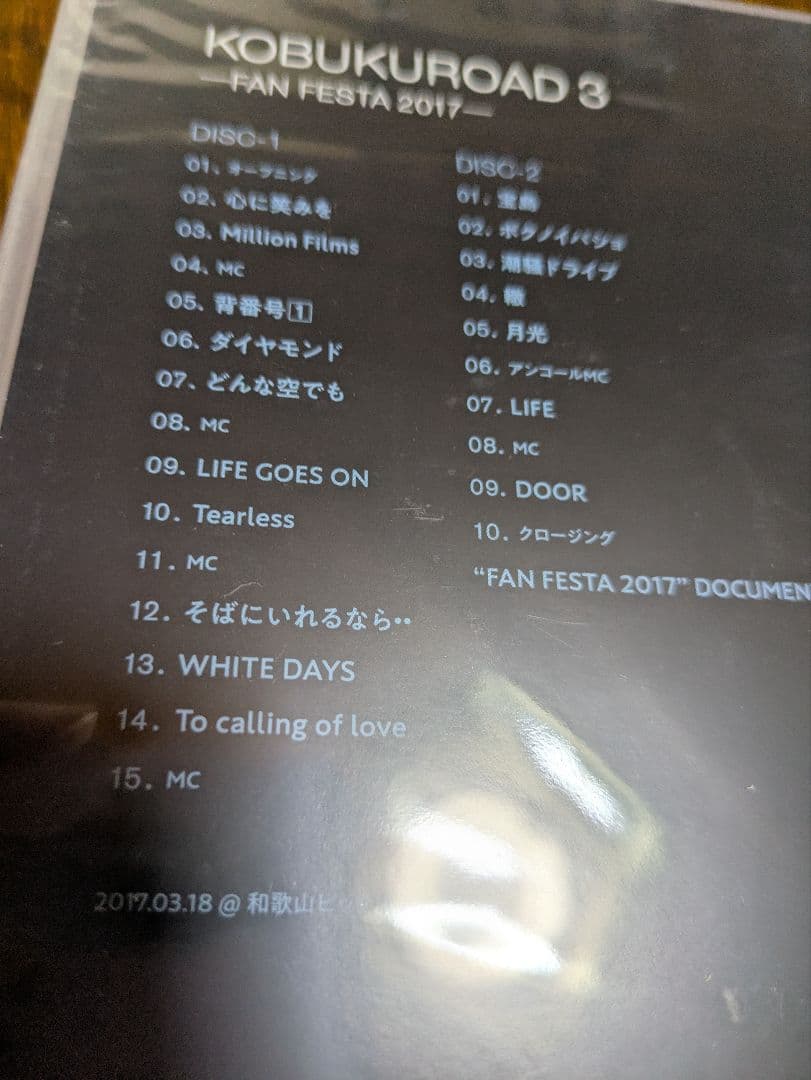 KOBUKUROAD 3
—FAN FESTA 2017—
DISC-1
01. オープニング
02. 心に笑みを
03. Million Films
04. MC
05. 背番号1
06. ダイヤモンド
07. どんな空でも
08. MC
09. LIFE GOES ON
10. Tearless
11. MC
12. そばにいれるなら‥
13. WHITE DAYS
14. To calling of love
15. MC
2017.03.18 @ 和歌山ビ
DISC-2
01. 宝島
02. ボクノイバショ
03. 潮騒ドライブ
04. 轍
05. 月光
06. アンコールMC
07. LIFE
08. MC
09. DOOR
10. クロージング
"FAN FESTA 2017" DOCUMEN